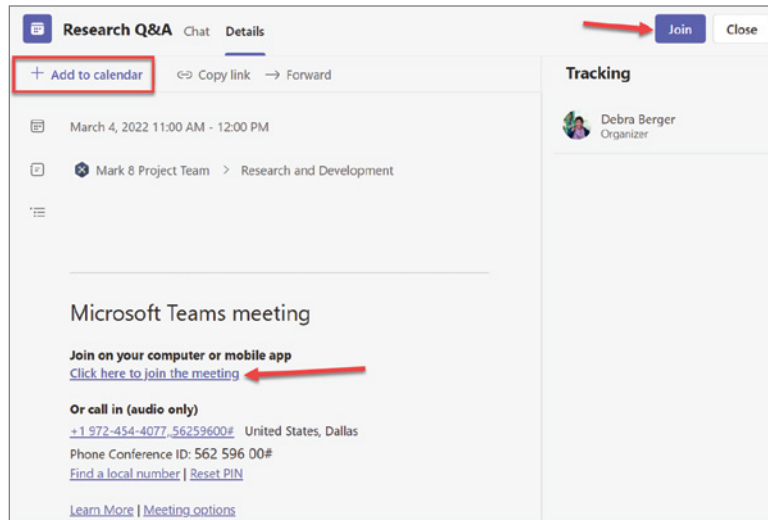 Research Q&A Chat Details Join Close
+ Add to calendar Copy link → Forward Tracking
March 4, 2022 11:00 AM - 12:00 PM
Debra Berger
Organizer
Mark 8 Project Team > Research and Development
Microsoft Teams meeting
Join on your computer or mobile app
Click here to join the meeting
Or call in (audio only)
+1 972-454-4077,,56259600# United States, Dallas
Phone Conference ID: 562 596 00#
Find a local number | Reset PIN
Learn More | Meeting options